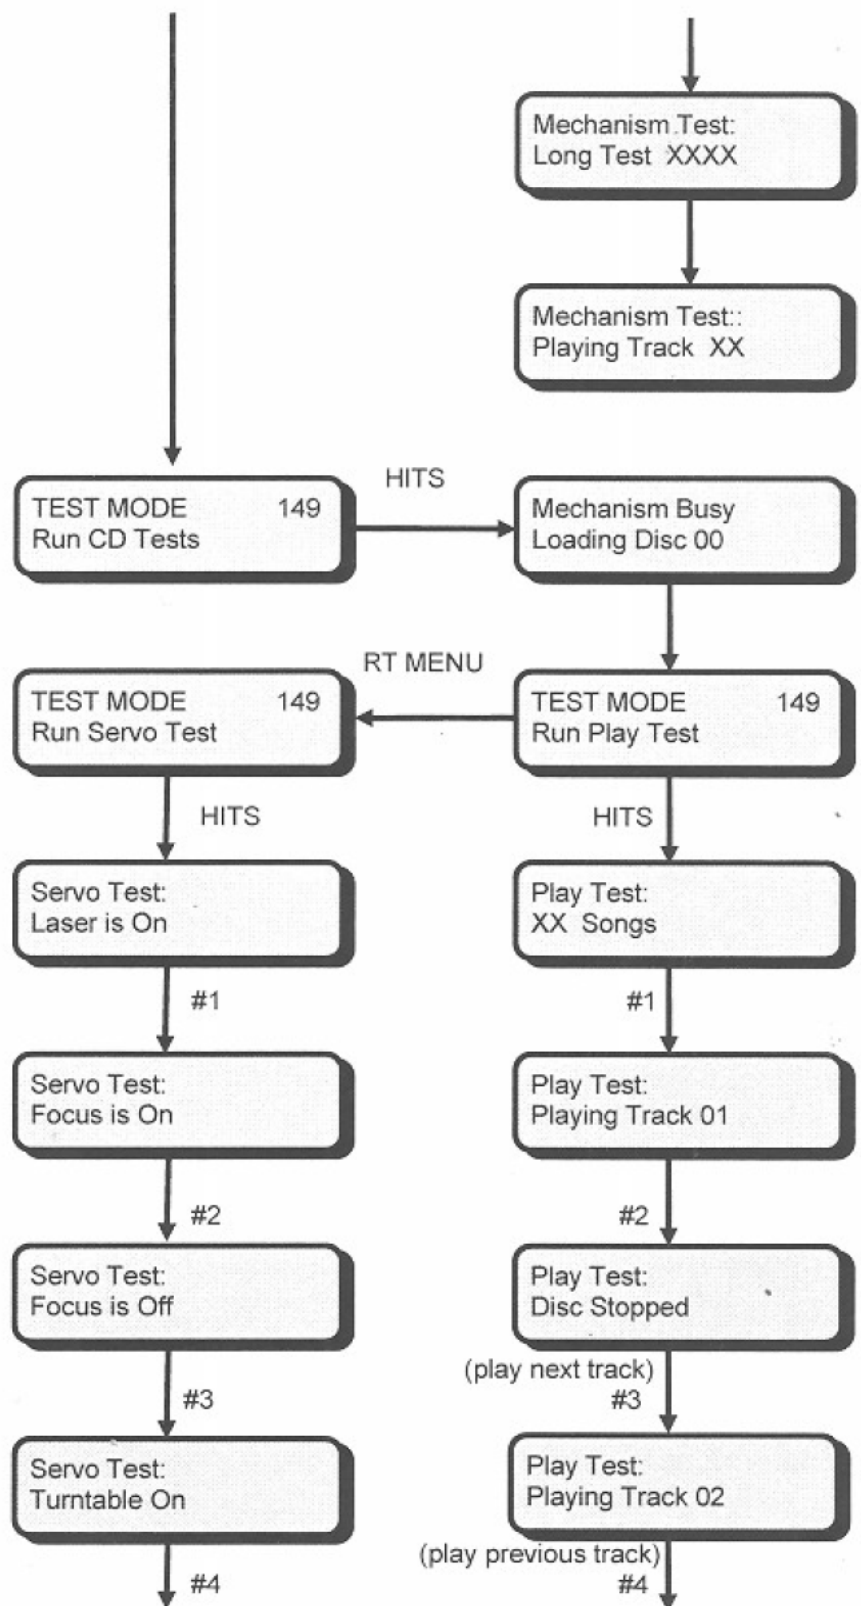 Mechanism Test:
Long Test XXXX
Mechanism Test::
Playing Track XX
TEST MODE 149
Run CD Tests
HITS
Mechanism Busy
Loading Disc 00
TEST MODE 149
Run Servo Test
RT MENU
TEST MODE 149
Run Play Test
HITS
HITS
Servo Test:
Laser is On
Play Test:
XX Songs
#1
#1
Servo Test:
Focus is On
Play Test:
Playing Track 01
#2
#2
Servo Test:
Focus is Off
Play Test:
Disc Stopped
#3
(play next track)
#3
Servo Test:
Turntable On
Play Test:
Playing Track 02
#4
(play previous track)
#4